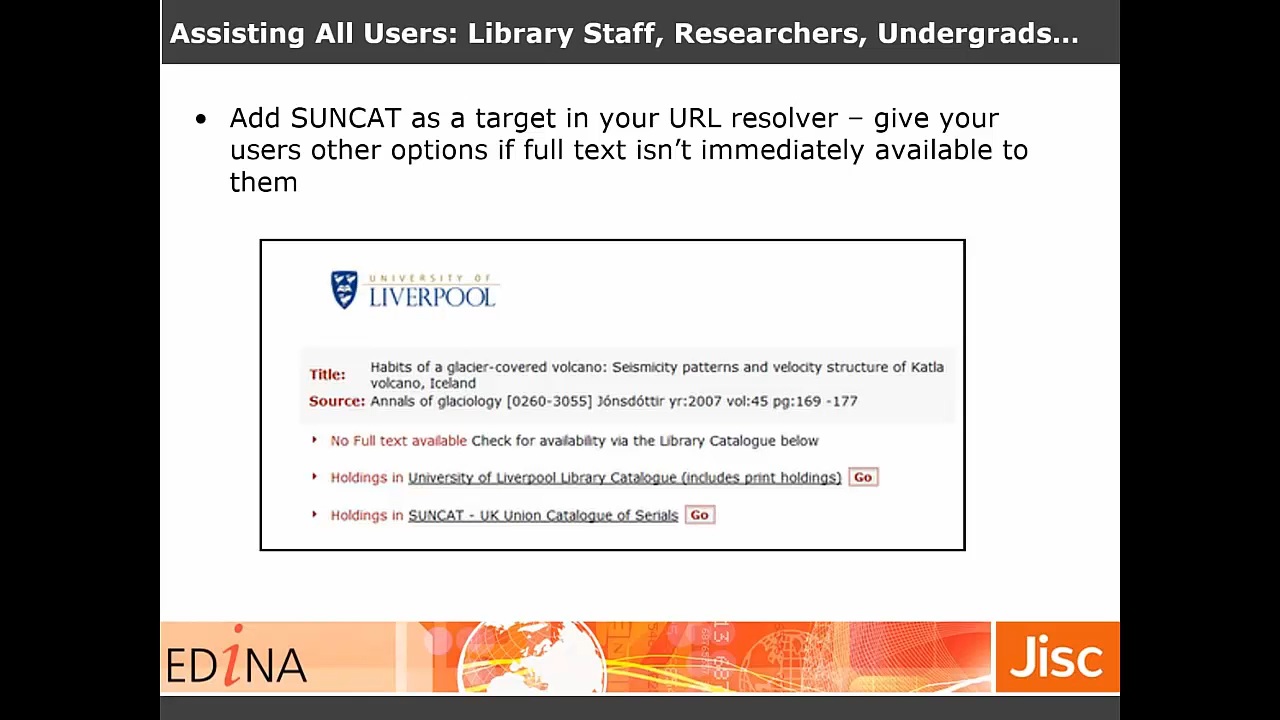 Assisting All Users: Library Staff, Researchers, Undergrads...
• Add SUNCAT as a target in your URL resolver – give your
users other options if full text isn’t immediately available to
them
UNIVERSITY OF
LIVERPOOL
Title: Habits of a glacier-covered volcano: Seismicity patterns and velocity structure of Katla
volcano, Iceland
Source: Annals of glaciology [0260-3055] Jónsdóttir yr:2007 vol:45 pg:169 -177
No Full text available Check for availability via the Library Catalogue below
Holdings in University of Liverpool Library Catalogue (includes print holdings) Go
Holdings in SUNCAT - UK Union Catalogue of Serials Go
EDINA
Jisc